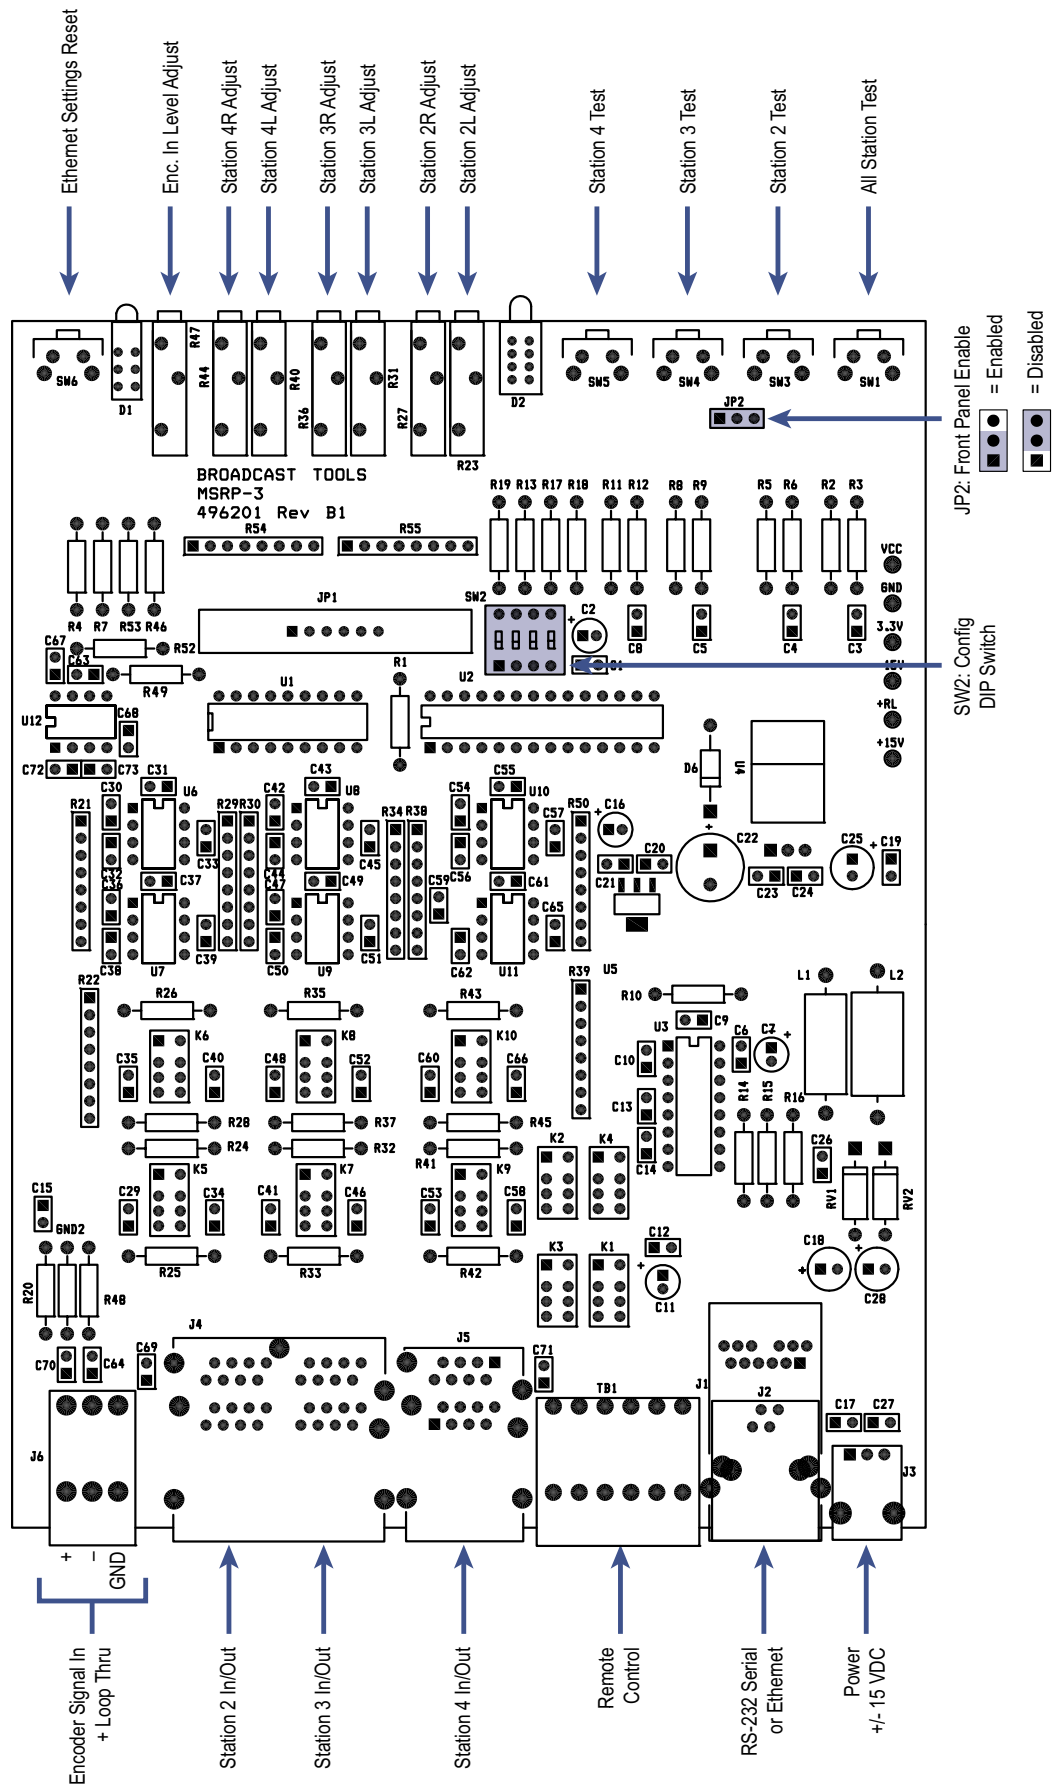 Ethernet Settings Reset
Enc. In Level Adjust
Station 4R Adjust
Station 4L Adjust
Station 3R Adjust
Station 3L Adjust
Station 2R Adjust
Station 2L Adjust
Station 4 Test
Station 3 Test
Station 2 Test
All Station Test
JP2: Front Panel Enable
= Enabled
= Disabled
SW2: Config
DIP Switch
SW6
D1
R47
R44
R40
R36
R31
R27
R23
D2
SW5
SW4
SW3
SW1
JP2
BROADCAST TOOLS
MSRP-3
496201 Rev B1
R54
R55
R19
R13
R17
R18
R11
R12
R8
R9
R5
R6
R2
R3
VCC
GND
3.3V
+RL
+15V
R4
R7
R53
R46
JP1
SW2
C2
C8
C5
C4
C3
C67
C63
R52
R49
R1
U1
U2
U12
C68
C72
C73
D6
U4
C31
C43
C55
R21
C30
U6
R29
R30
C42
U8
R34
R38
C54
U10
C57
R50
C16
C22
C25
C19
C33
C45
C32
C36
C37
C44
C47
C49
C56
C59
C61
C65
C20
C21
C23
C24
C38
U7
C39
C50
U9
C51
C62
U11
R22
R26
R35
R43
R39
U5
R10
L1
L2
C35
K6
C40
C48
K8
C52
C60
K10
C66
U3
C9
C10
C6
C7
C13
C14
R14
R15
R16
C26
R28
R24
R37
R32
R45
R41
K2
K4
C15
GND2
C29
K5
C34
C41
K7
C46
C53
K9
C58
RV1
RV2
R20
R48
R25
R33
R42
K3
K1
C12
C11
C18
C28
C70
C64
C69
J4
J5
C71
TB1
J1
J2
C17
C27
J3
J6
+
–
GND
Encoder Signal In
+ Loop Thru
Station 2 In/Out
Station 3 In/Out
Station 4 In/Out
Remote
Control
RS-232 Serial
or Ethernet
Power
+/- 15 VDC